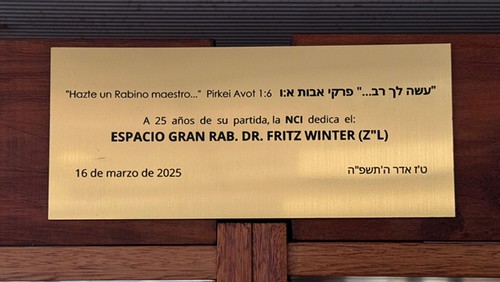 "Hazte un Rabino maestro..." Pirkei Avot 1:6 "עשה לך רב..." פרקי אבות א:ו
A 25 años de su partida, la NCI dedica el:
ESPACIO GRAN RAB. DR. FRITZ WINTER (Z"L)
16 de marzo de 2025 ט'ז אדר ה'תשפ"ה